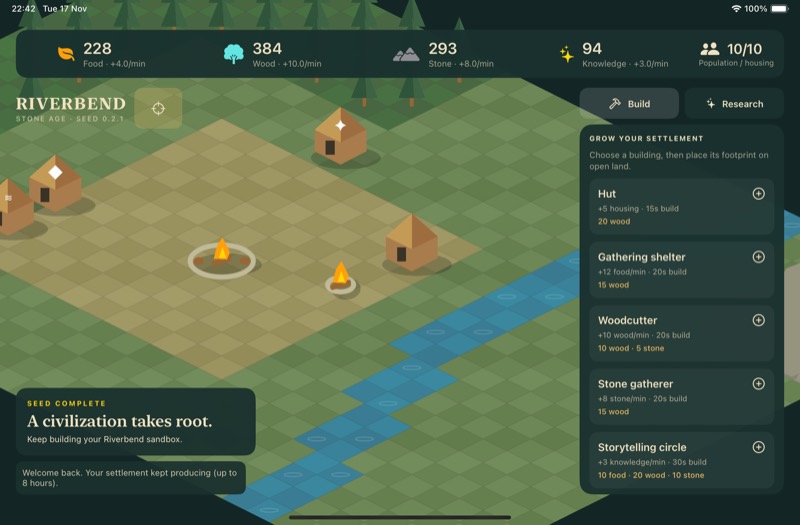 22:42 Tue 17 Nov
100%
228
Food · +4.0/min
384
Wood · +10.0/min
293
Stone · +8.0/min
94
Knowledge · +3.0/min
10/10
Population / housing
RIVERBEND
STONE AGE · SEED 0.2.1
Build
Research
GROW YOUR SETTLEMENT
Choose a building, then place its footprint on
open land.
Hut
+5 housing · 15s build
20 wood
Gathering shelter
+12 food/min · 20s build
15 wood
Woodcutter
+10 wood/min · 20s build
10 wood · 5 stone
Stone gatherer
+8 stone/min · 20s build
15 wood
Storytelling circle
+3 knowledge/min · 30s build
10 food · 20 wood · 10 stone
SEED COMPLETE
A civilization takes root.
Keep building your Riverbend sandbox.
Welcome back. Your settlement kept producing (up to
8 hours).